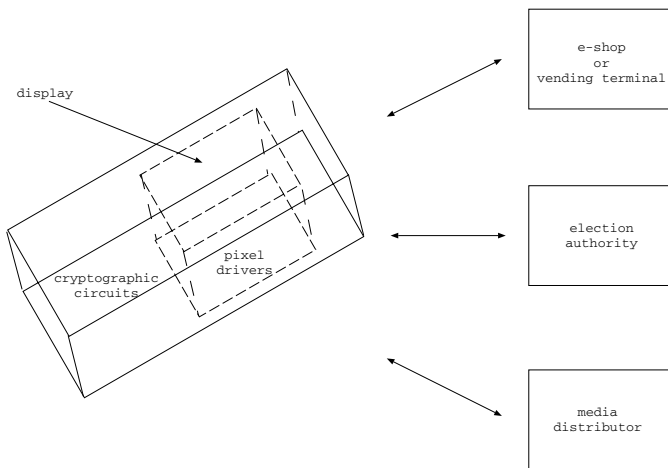 e-shop
or
vending terminal
display
election
authority
pixel
drivers
cryptographic
circuits
media
distributor